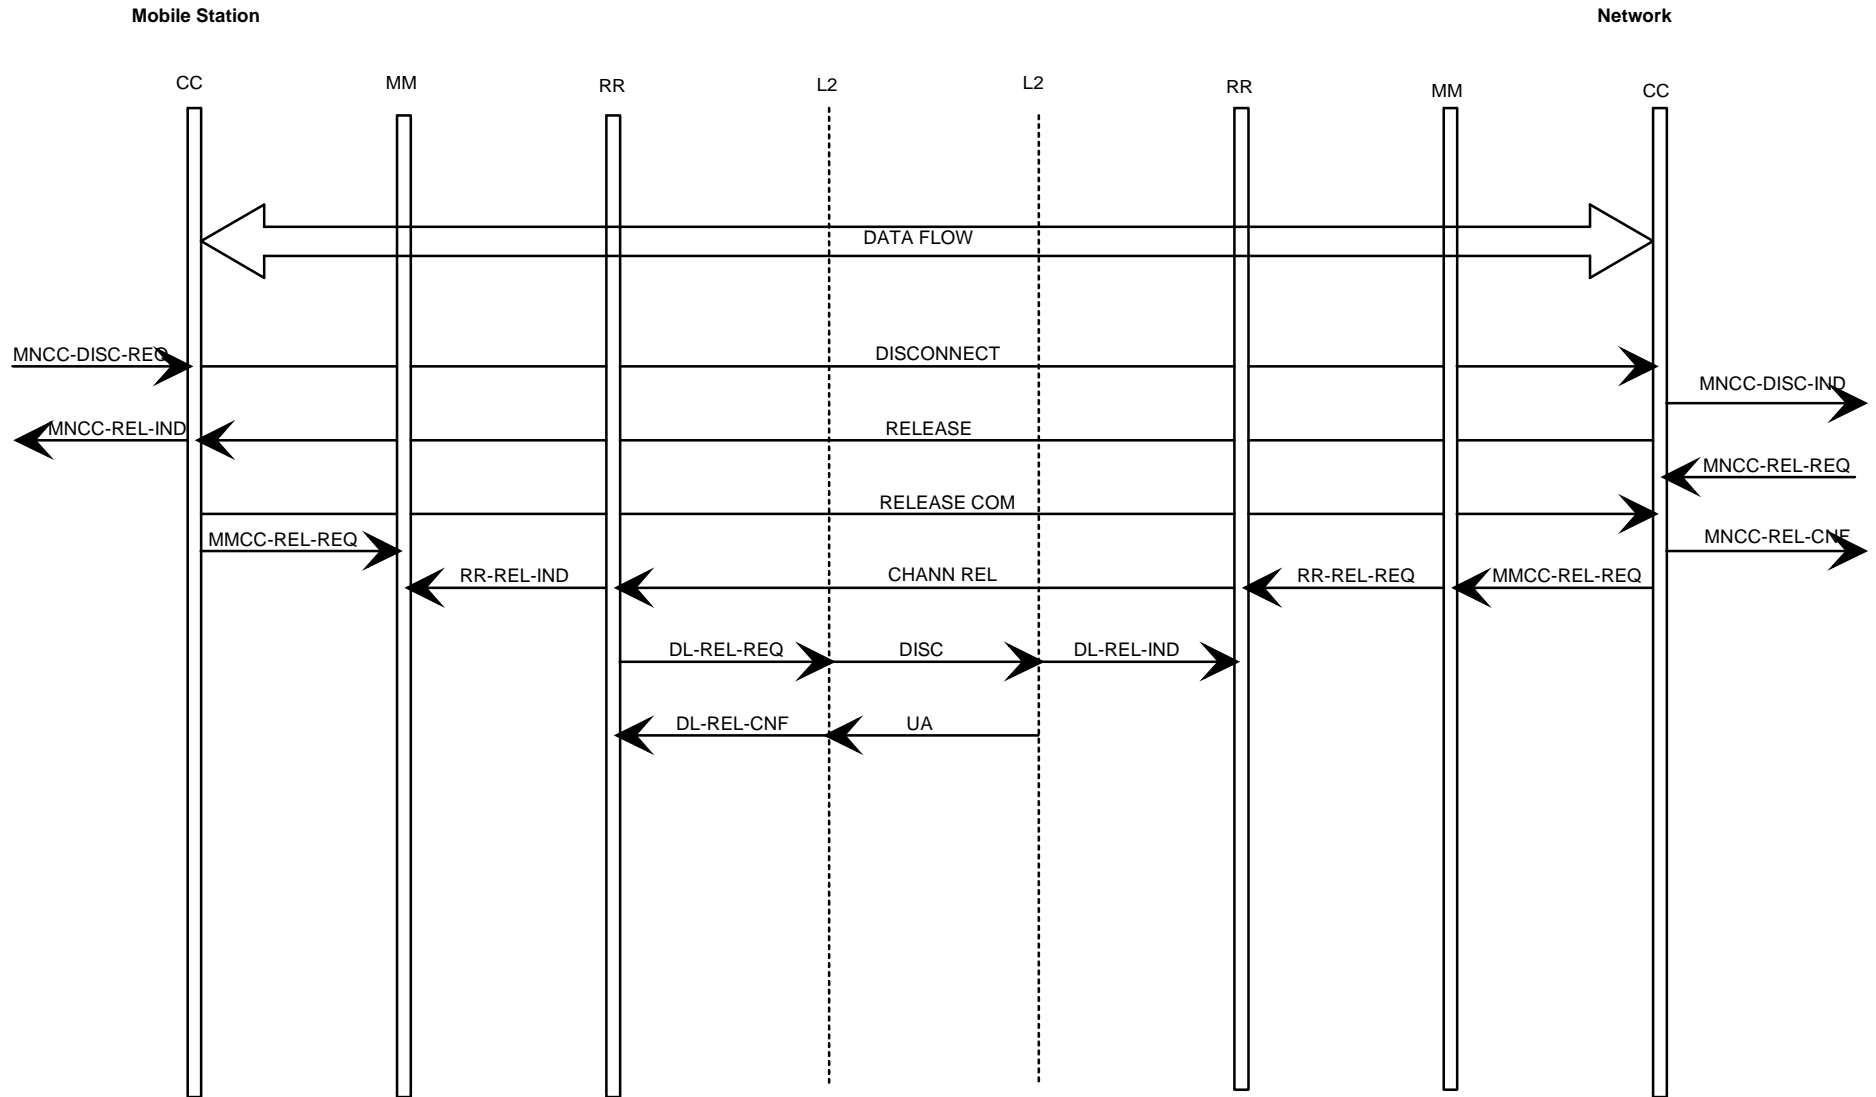 Mobile Station
Network
CC
MM
RR
L2
L2
RR
MM
CC
DATA FLOW
MNCC-DISC-REQ
DISCONNECT
MNCC-DISC-IND
MNCC-REL-IND
RELEASE
MNCC-REL-REQ
RELEASE COM
MMCC-REL-REQ
MNCC-REL-CNF
RR-REL-IND
CHANN REL
RR-REL-REQ
MMCC-REL-REQ
DL-REL-REQ
DISC
DL-REL-IND
DL-REL-CNF
UA